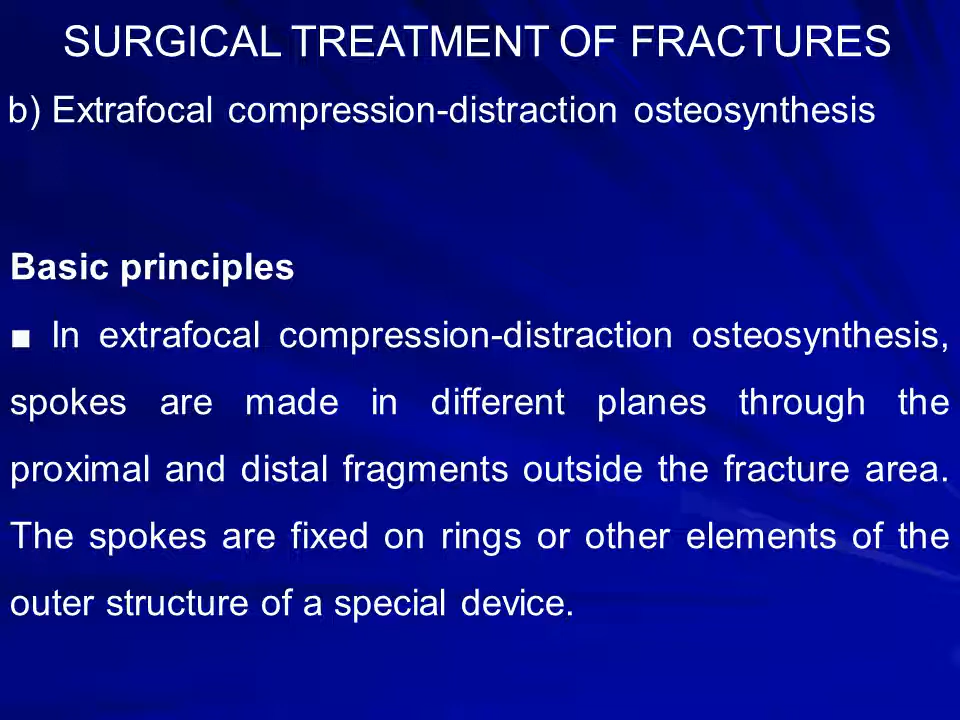 SURGICAL TREATMENT OF FRACTURES
b) Extrafocal compression-distraction osteosynthesis
Basic principles
■ In extrafocal compression-distraction osteosynthesis,
spokes are made in different planes through the
proximal and distal fragments outside the fracture area.
The spokes are fixed on rings or other elements of the
outer structure of a special device.